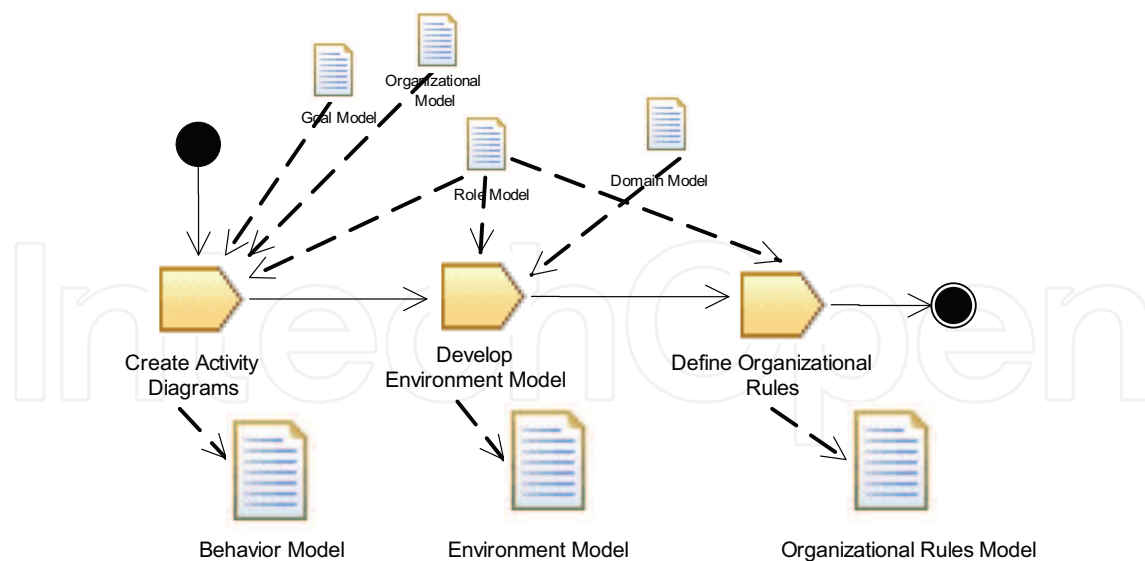 Organizational
Model
Goal Model
Role Model
Domain Model
Create Activity
Diagrams
Develop
Environment Model
Define Organizational
Rules
Behavior Model
Environment Model
Organizational Rules Model
IntechOpen